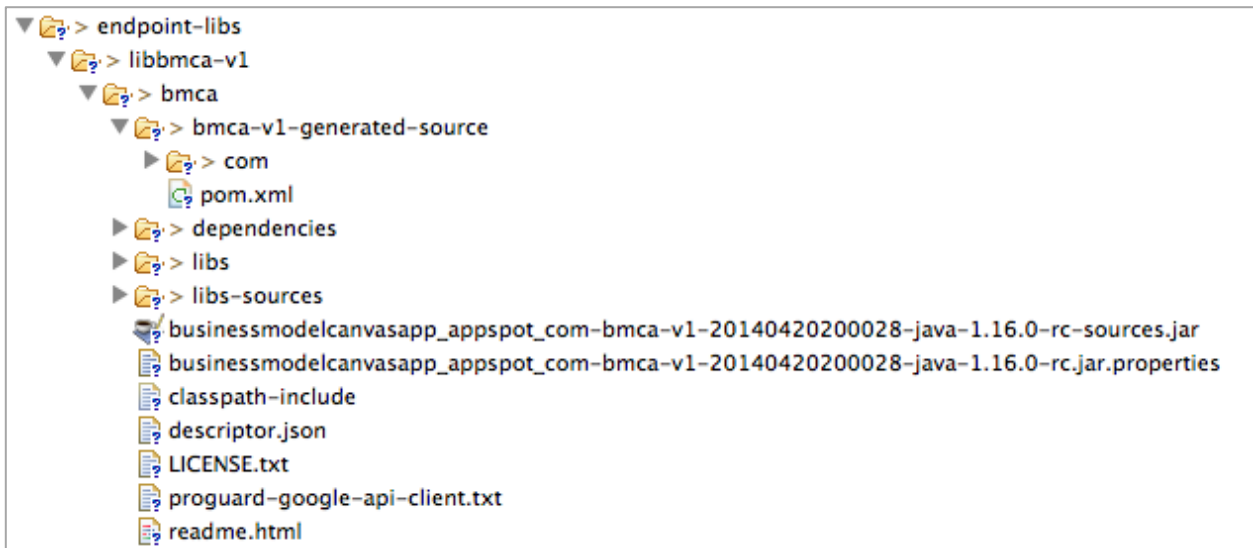 > endpoint-libs
> libbmca-v1
> bmca
> bmca-v1-generated-source
> com
pom.xml
> dependencies
> libs
> libs-sources
businessmodelcanvasapp_appspot_com-bmca-v1-20140420200028-java-1.16.0-rc-sources.jar
businessmodelcanvasapp_appspot_com-bmca-v1-20140420200028-java-1.16.0-rc.jar.properties
classpath-include
descriptor.json
LICENSE.txt
proguard-google-api-client.txt
readme.html